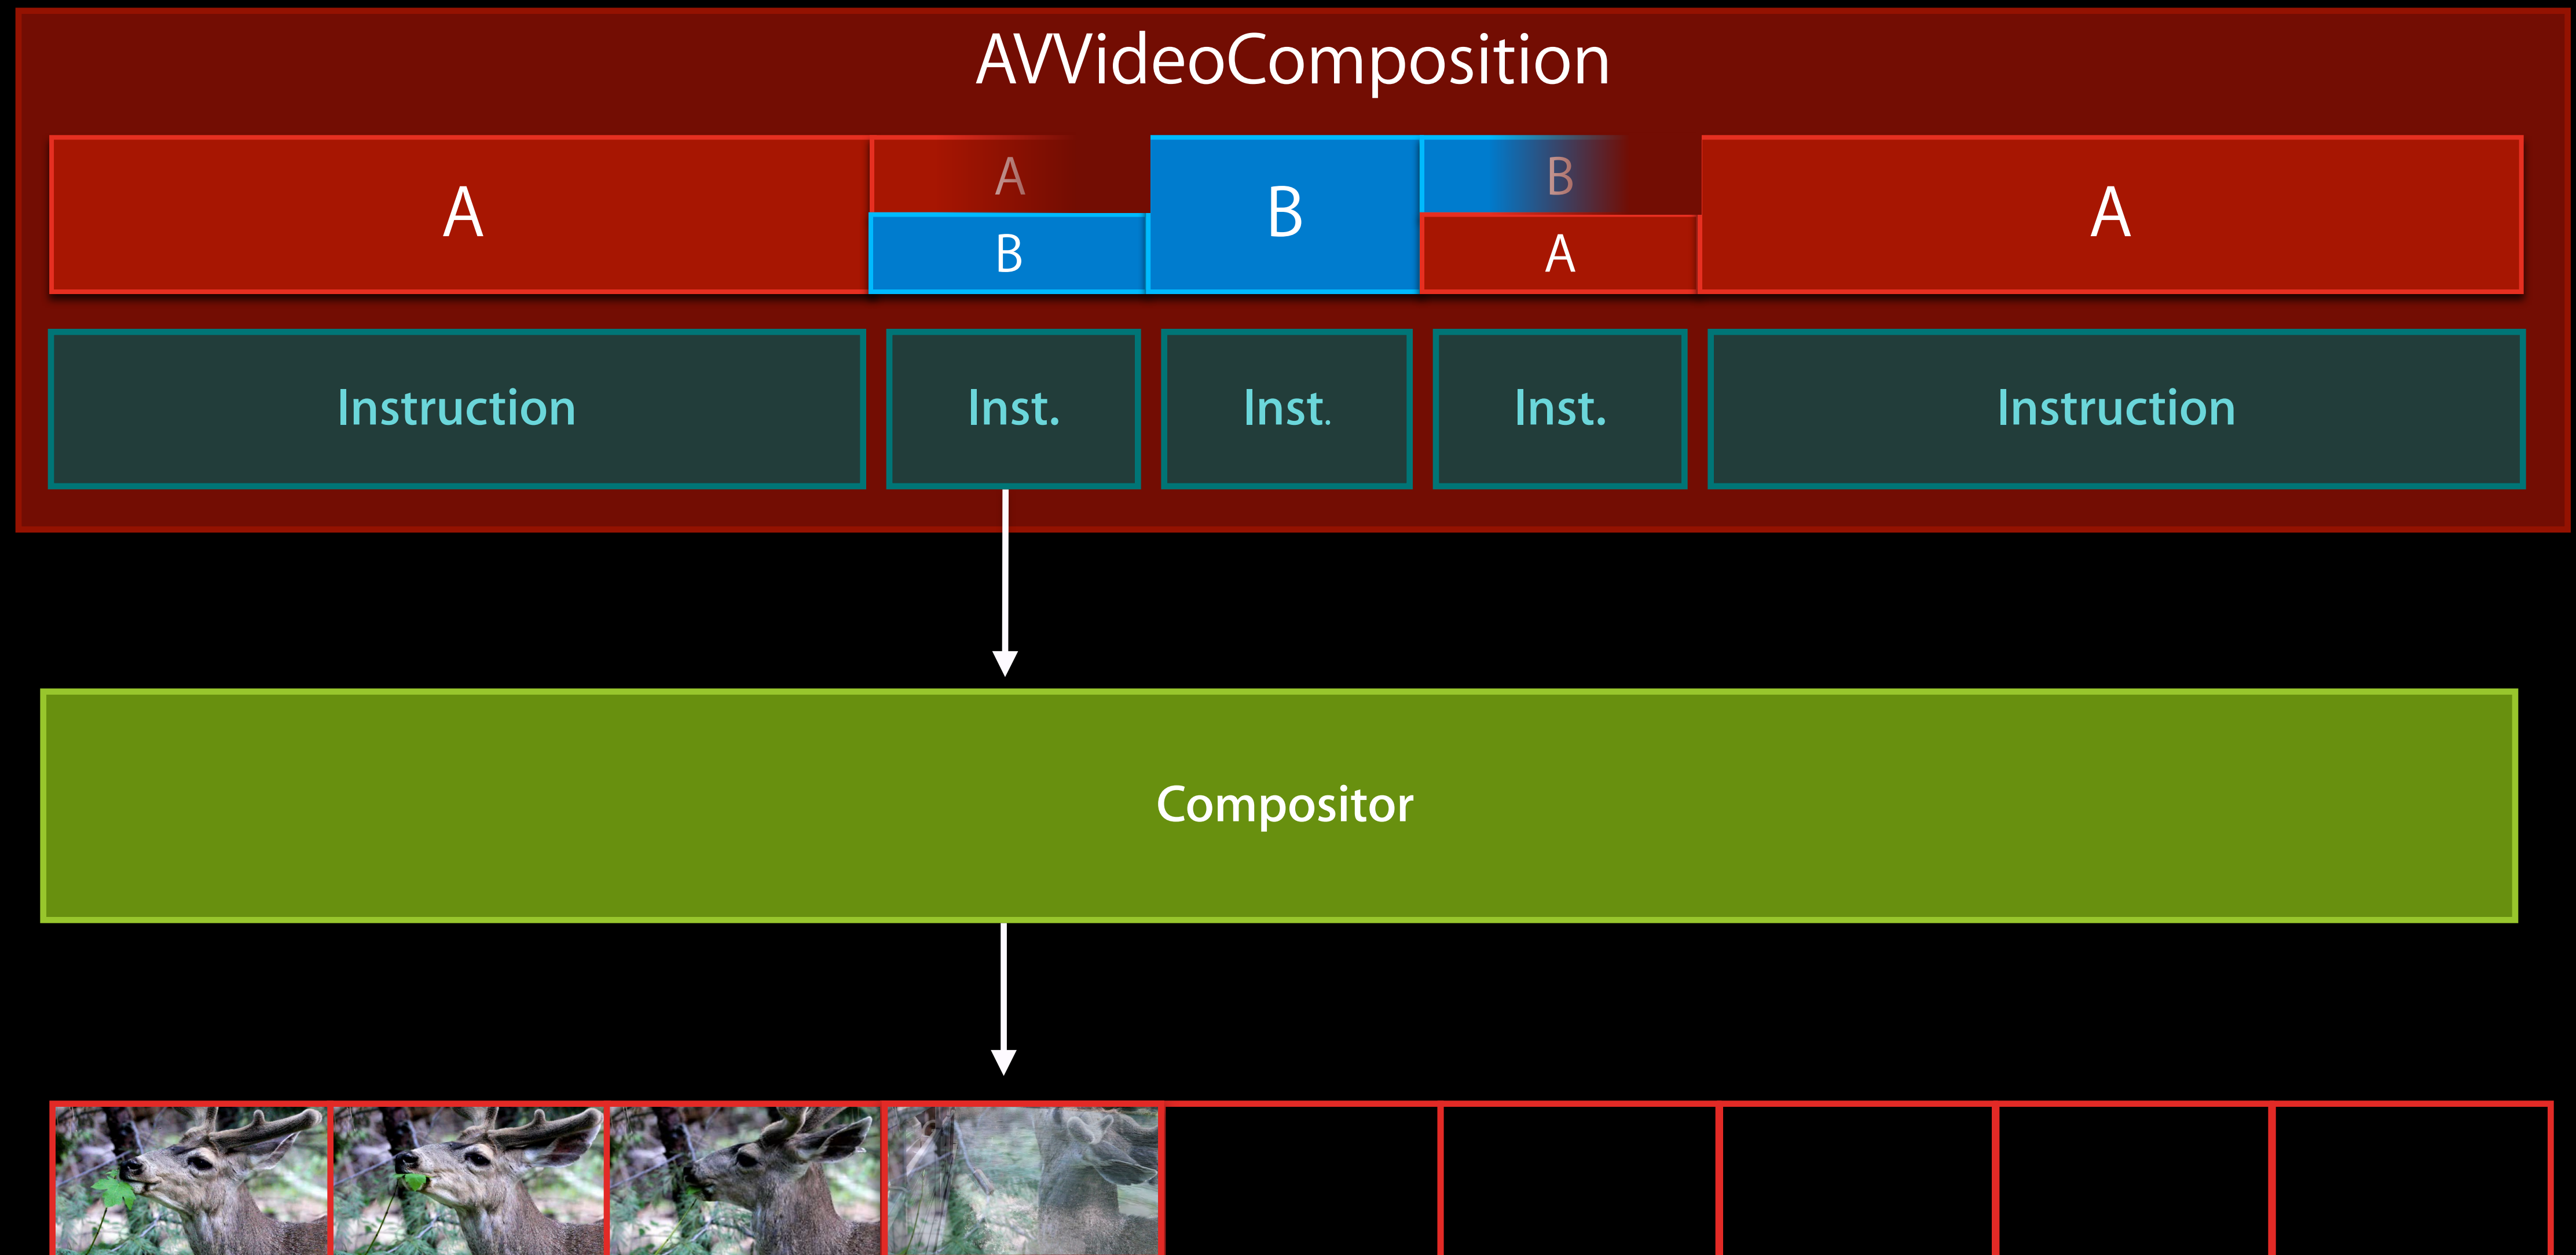 AVVideoComposition
A
A
B
B
B
A
A
Instruction
Inst.
Inst.
Inst.
Instruction
Compositor